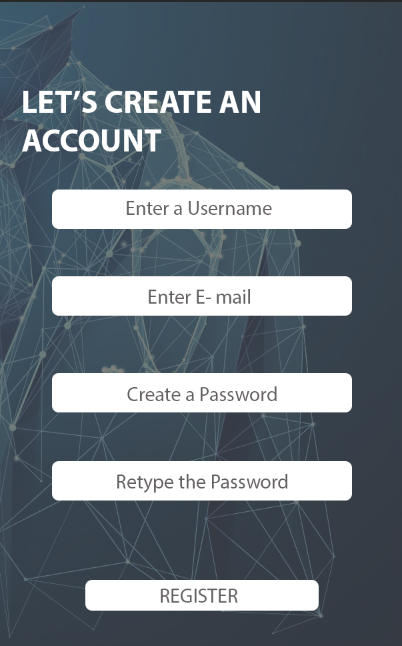 LET’S CREATE AN
ACCOUNT
Enter a Username
Enter E- mail
Create a Password
Retype the Password
REGISTER